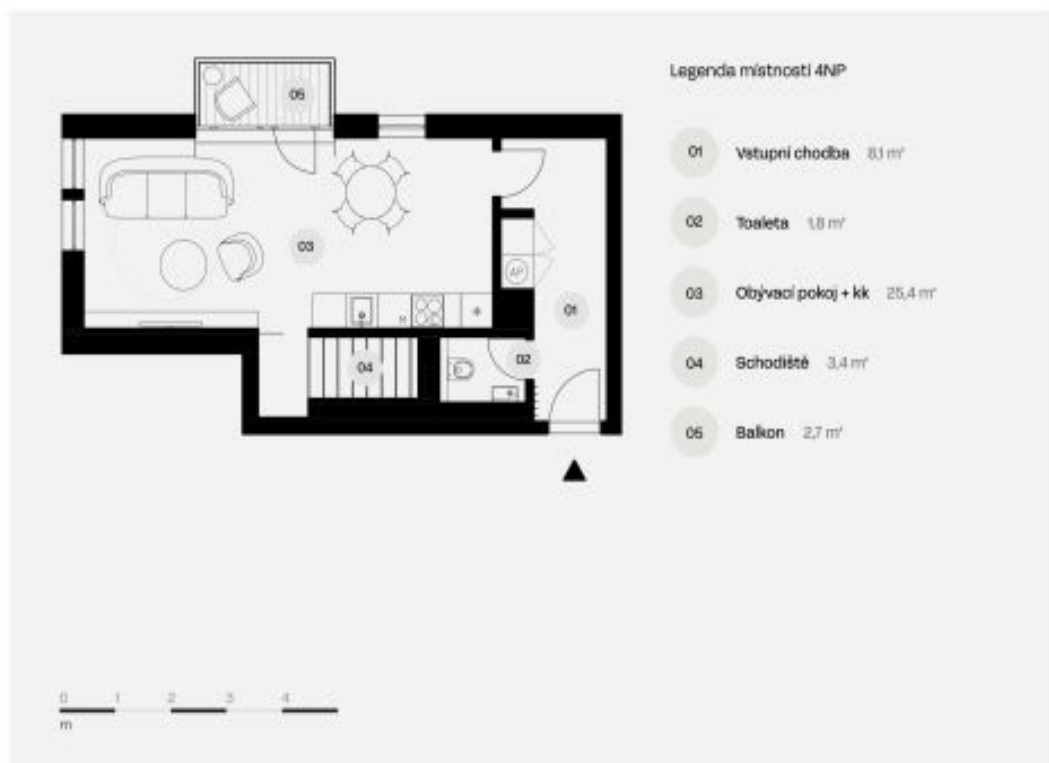 Legenda místností 4NP
01 Vstupní chodba 8,1 m²
02 Toaleta 1,8 m²
03 Obývací pokoj + kk 25,4 m²
04 Schodiště 3,4 m²
05 Balkon 2,7 m²
05
03
AP
01
M
02
04
0 1 2 3 4
m